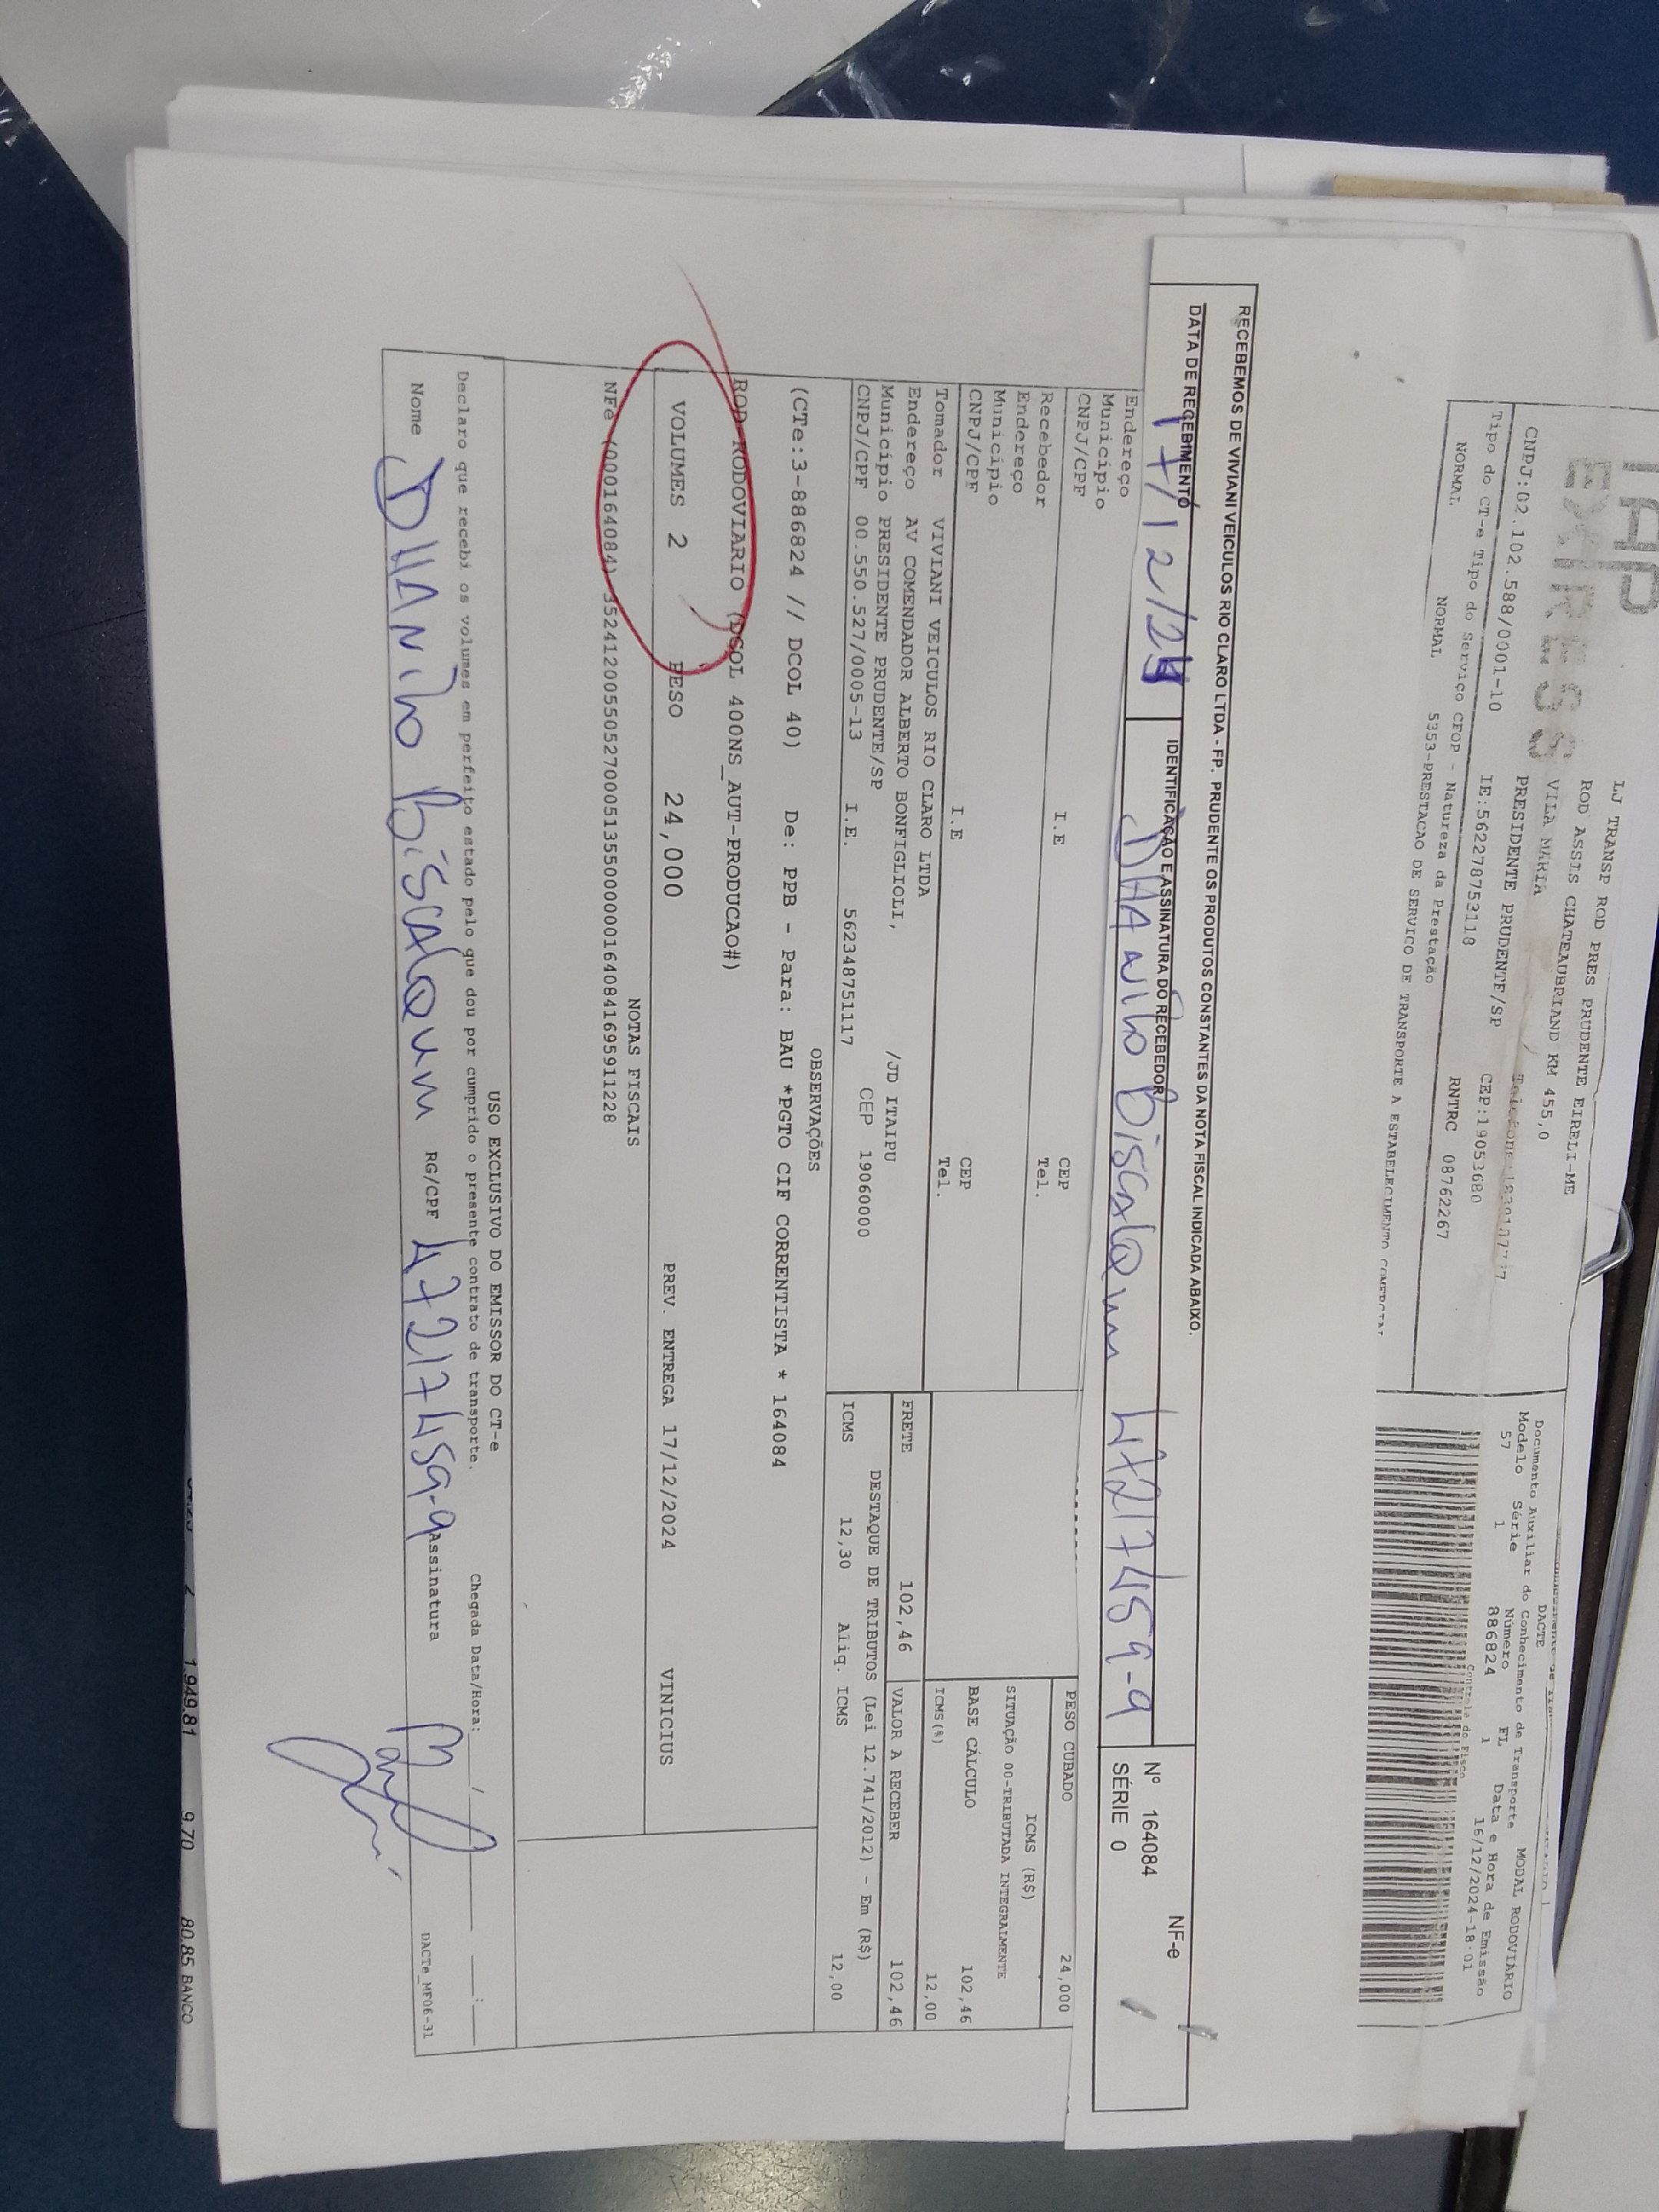 TAP
EXPRESS
LJ TRANSP ROD PRES PRUDENTE EIRELI-ME
ROD ASSIS CHATEAUBRIAND KM 455,0
VILA MARIA
PRESIDENTE PRUDENTE/SP
CEP:19053680
CNPJ:02.102.588/0001-10
IE:562278753118
RNTRC 08762267
Tipo do CT-e Tipo do Serviço CFOP - Natureza da Prestação
NORMAL NORMAL 5353-PRESTACAO DE SERVICO DE TRANSPORTE A ESTABELECIMENTO COMERCIAL
DACTE
Documento Auxiliar do Conhecimento de Transporte
MODAL RODOVIÁRIO
Modelo Série Número FL Data e Hora de Emissão
57 1 886824 1 16/12/2024-18:01
Controle do Fisco
RECEBEMOS DE VIVIANI VEICULOS RIO CLARO LTDA - FP. PRUDENTE OS PRODUTOS CONSTANTES DA NOTA FISCAL INDICADA ABAIXO.
DATA DE RECEBIMENTO
17/12/24
IDENTIFICAÇÃO E ASSINATURA DO RECEBEDOR
47217459-9
NF-e
Nº 164084
SÉRIE 0
Endereço
Municipio
CNPJ/CPF I.E CEP
Recebedor Tel.
Endereço
Municipio
CNPJ/CPF I.E CEP
Tomador VIVIANI VEICULOS RIO CLARO LTDA Tel.
Endereço AV COMENDADOR ALBERTO BONFIGLIOLI, /JD ITAIPU
Municipio PRESIDENTE PRUDENTE/SP CEP 19060000
CNPJ/CPF 00.550.527/0005-13 I.E. 562348751117
PESO CUBADO 24,000
ICMS (R$)
SITUAÇÃO 00-TRIBUTADA INTEGRALMENTE
BASE CÁLCULO 102,46
ICMS(%) 12,00
FRETE 102,46
VALOR A RECEBER 102,46
DESTAQUE DE TRIBUTOS (Lei 12.741/2012) - Em (R$)
ICMS 12,30 Aliq. ICMS 12,00
OBSERVAÇÕES
(CTe:3-886824 // DCOL 40) De: PPB - Para: BAU *PGTO CIF CORRENTISTA * 164084
ROD-RODOVIARIO (DCOL 400NS_AUT-PRODUCAO#)
VOLUMES 2 PESO 24,000 PREV. ENTREGA 17/12/2024 VINICIUS
NOTAS FISCAIS
NFe (000164084) 35241200550527000513550000001640841695911228
USO EXCLUSIVO DO EMISSOR DO CT-e
Declaro que recebi os volumes em perfeito estado pelo que dou por cumprido o presente contrato de transporte.
Chegada Data/Hora: / :
Nome RG/CPF 47217459-9 Assinatura
DACTe_MF06-31
1.949,81 9,70 80,85 BANCO